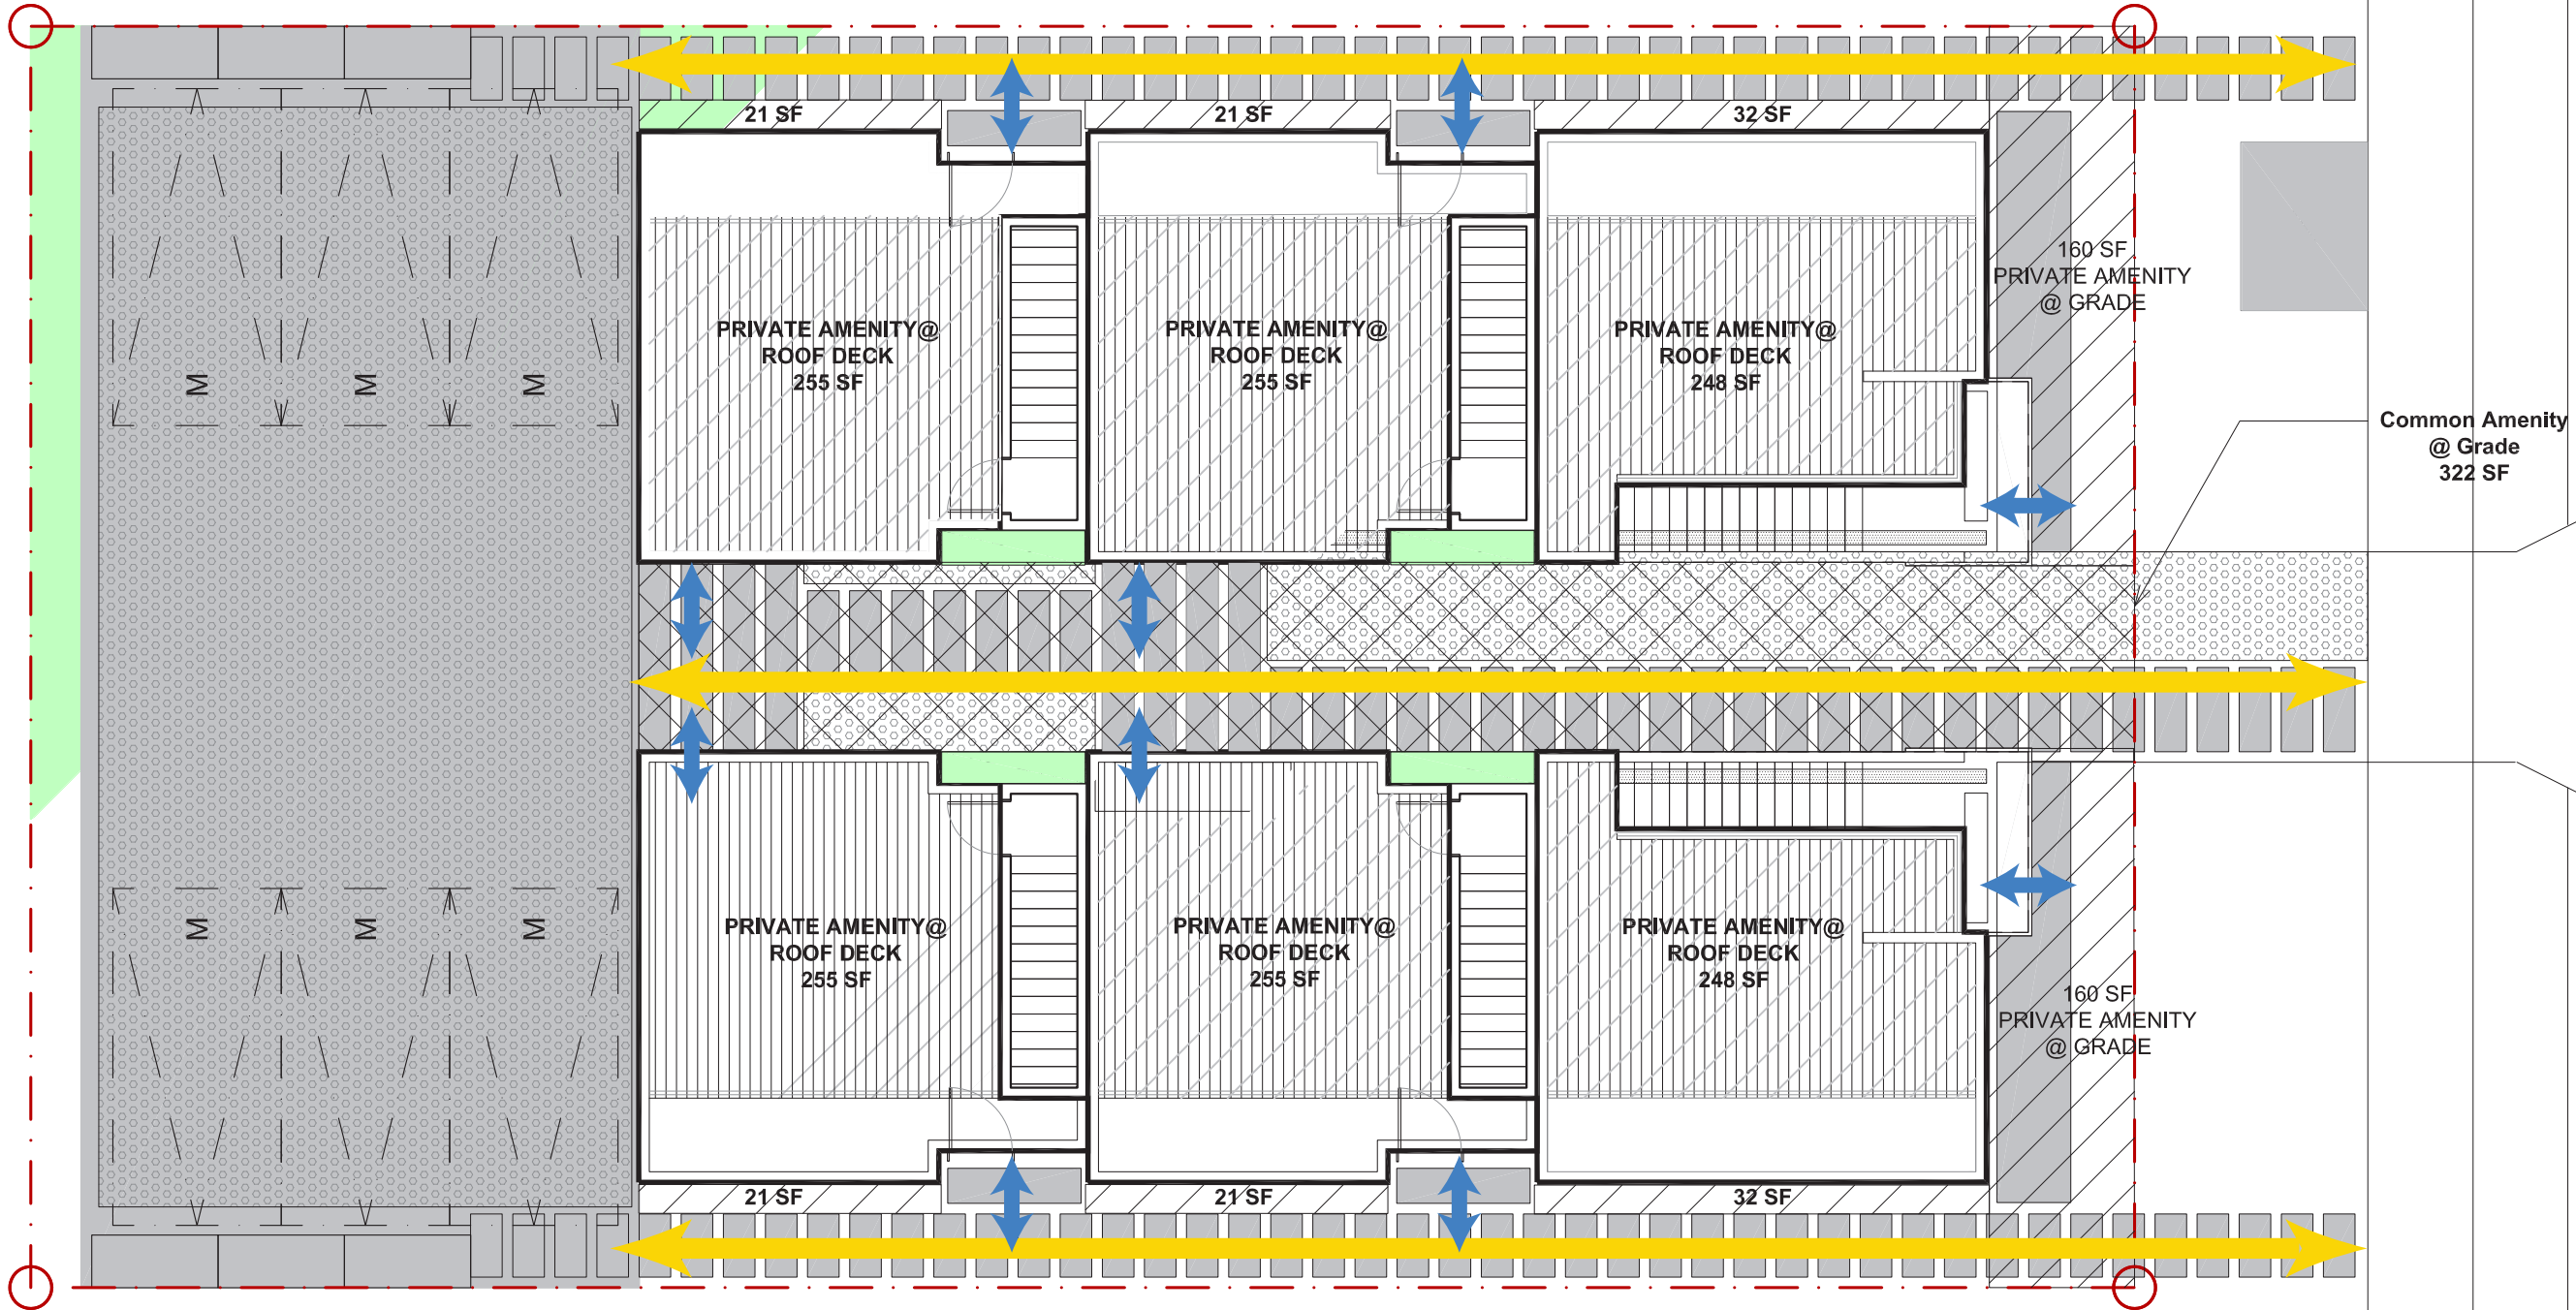 21 SF
21 SF
32 SF
160 SF
PRIVATE AMENITY
@ GRADE
PRIVATE AMENITY@
ROOF DECK
255 SF
PRIVATE AMENITY@
ROOF DECK
255 SF
PRIVATE AMENITY@
ROOF DECK
248 SF
M
M
M
Common Amenity
@ Grade
322 SF
M
M
M
PRIVATE AMENITY@
ROOF DECK
255 SF
PRIVATE AMENITY@
ROOF DECK
255 SF
PRIVATE AMENITY@
ROOF DECK
248 SF
160 SF
PRIVATE AMENITY
@ GRADE
21 SF
21 SF
32 SF